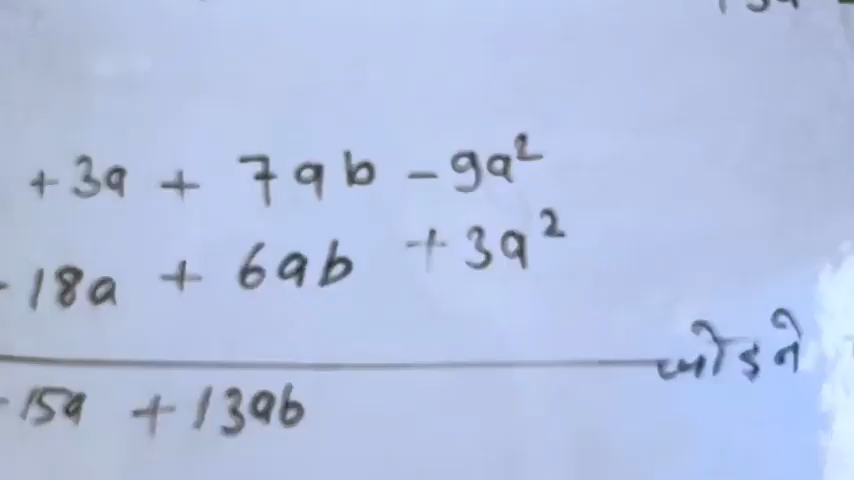 +3a + 7ab -9a²
-18a + 6ab +3a²
जोड़ने
-15a +13ab